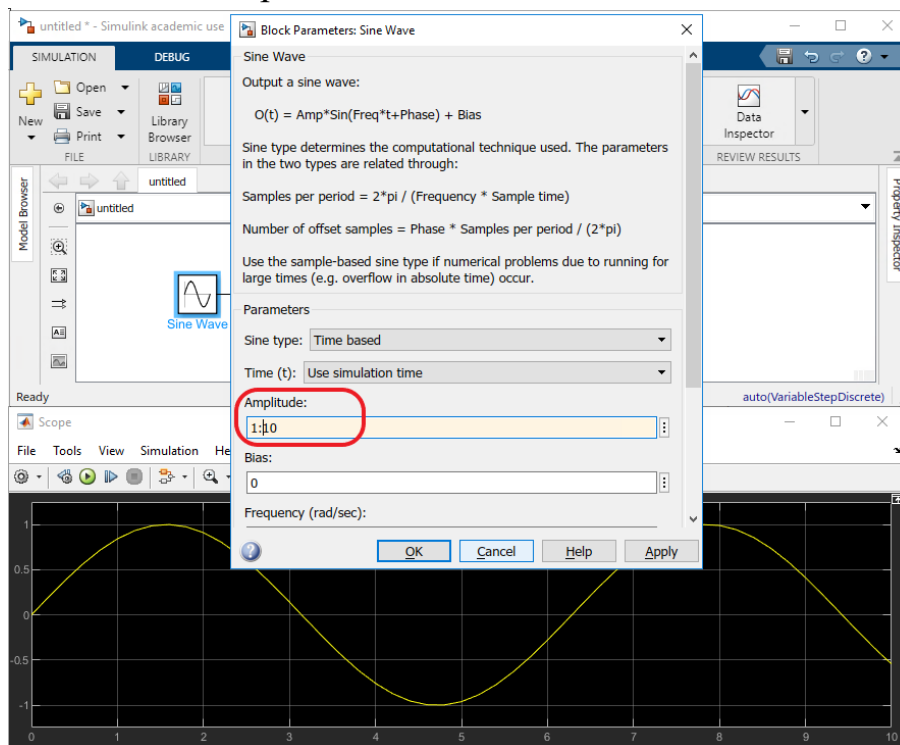 untitled * - Simulink academic use
Block Parameters: Sine Wave
SIMULATION
DEBUG
New
Open
Save
Print
FILE
Library
Browser
LIBRARY
Data
Inspector
REVIEW RESULTS
Model Browser
untitled
untitled
Property Inspector
Sine Wave
Ready
auto(VariableStepDiscrete)
Sine Wave
Output a sine wave:
O(t) = Amp*Sin(Freq*t+Phase) + Bias
Sine type determines the computational technique used. The parameters
in the two types are related through:
Samples per period = 2*pi / (Frequency * Sample time)
Number of offset samples = Phase * Samples per period / (2*pi)
Use the sample-based sine type if numerical problems due to running for
large times (e.g. overflow in absolute time) occur.
Parameters
Sine type: Time based
Time (t): Use simulation time
Amplitude:
1:10
Bias:
0
Frequency (rad/sec):
OK Cancel Help Apply
Scope
File Tools View Simulation He
1
0.5
0
-0.5
-1
0 1 2 3 4 5 6 7 8 9 10